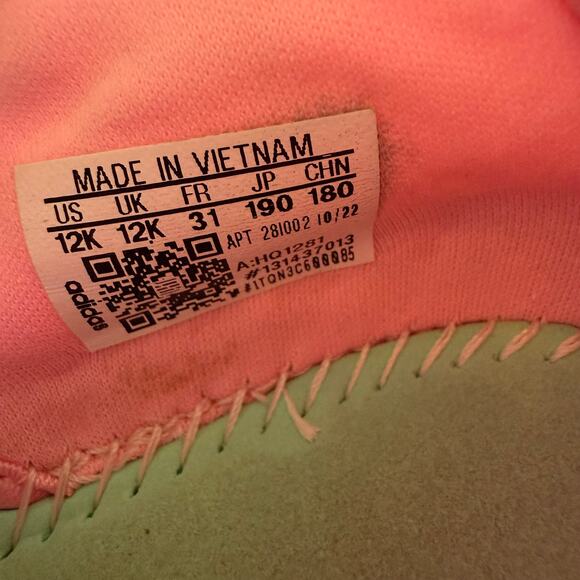 MADE IN VIETNAM
US UK FR JP CHN
12K 12K 31 190 180
APT 281002 10/22
A:HQ1281
#131437013
#1TQN3C600085
adidas